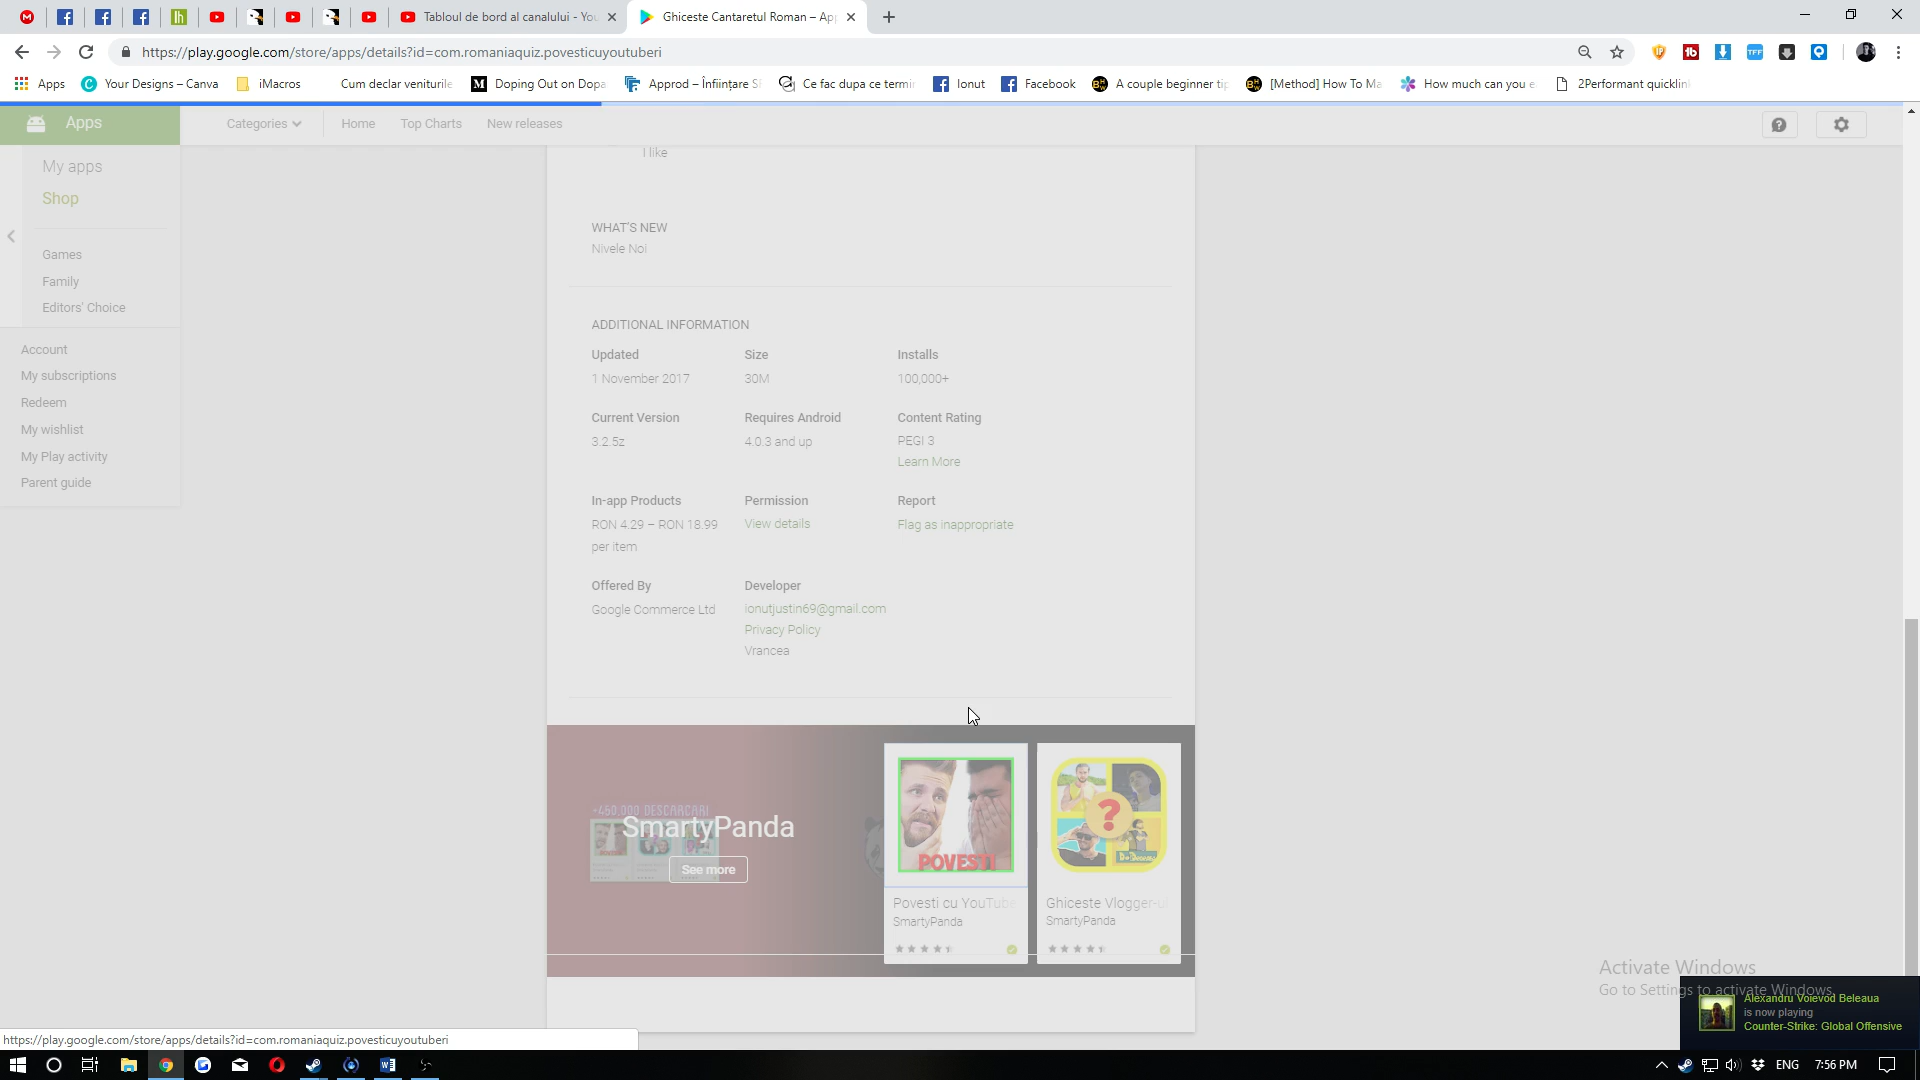 Tabloul de bord al canalului - You
Ghiceste Cantaretul Roman – App
https://play.google.com/store/apps/details?id=com.romaniaquiz.povesticuyoutuberi
Apps
Your Designs – Canva
iMacros
Cum declar veniturile
Doping Out on Dopa
Approd – Înființare S
Ce fac dupa ce termin
Ionut
Facebook
A couple beginner tip
[Method] How To Ma
How much can you e
2Performant quicklin
Apps
Categories
Home
Top Charts
New releases
My apps
Shop
Games
Family
Editors' Choice
Account
My subscriptions
Redeem
My wishlist
My Play activity
Parent guide
I like
WHAT'S NEW
Nivele Noi
ADDITIONAL INFORMATION
Updated
Size
Installs
1 November 2017
30M
100,000+
Current Version
Requires Android
Content Rating
3.2.5z
4.0.3 and up
PEGI 3
Learn More
In-app Products
Permission
Report
RON 4.29 – RON 18.99
per item
View details
Flag as inappropriate
Offered By
Developer
Google Commerce Ltd
ionutjustin69@gmail.com
Privacy Policy
Vrancea
+450.000 DESCARCARI
SmartyPanda
See more
POVESTI
Povesti cu YouTube
SmartyPanda
?
Ghiceste Vlogger-ul
SmartyPanda
Activate Windows
Go to Settings to activate Windows.
Alexandru Voievod Beleaua
is now playing
Counter-Strike: Global Offensive
https://play.google.com/store/apps/details?id=com.romaniaquiz.povesticuyoutuberi
ENG
7:56 PM